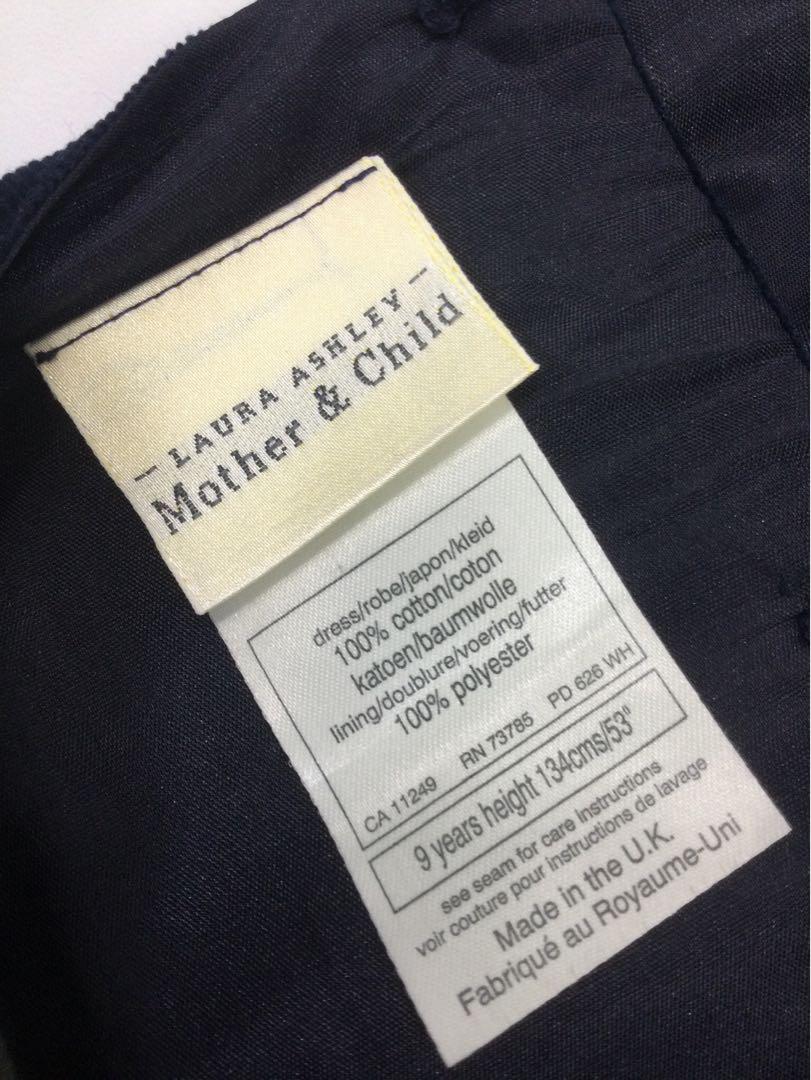 — LAURA ASHLEY —
Mother & Child
dress/robe/japon/kleid
100% cotton/coton
katoen/baumwolle
lining/doublure/voering/futter
100% polyester
CA 11249 RN 73785 PD 626 WH
9 years height 134cms/53"
see seam for care instructions
voir couture pour instructions de lavage
Made in the U.K.
Fabriqué au Royaume-Uni